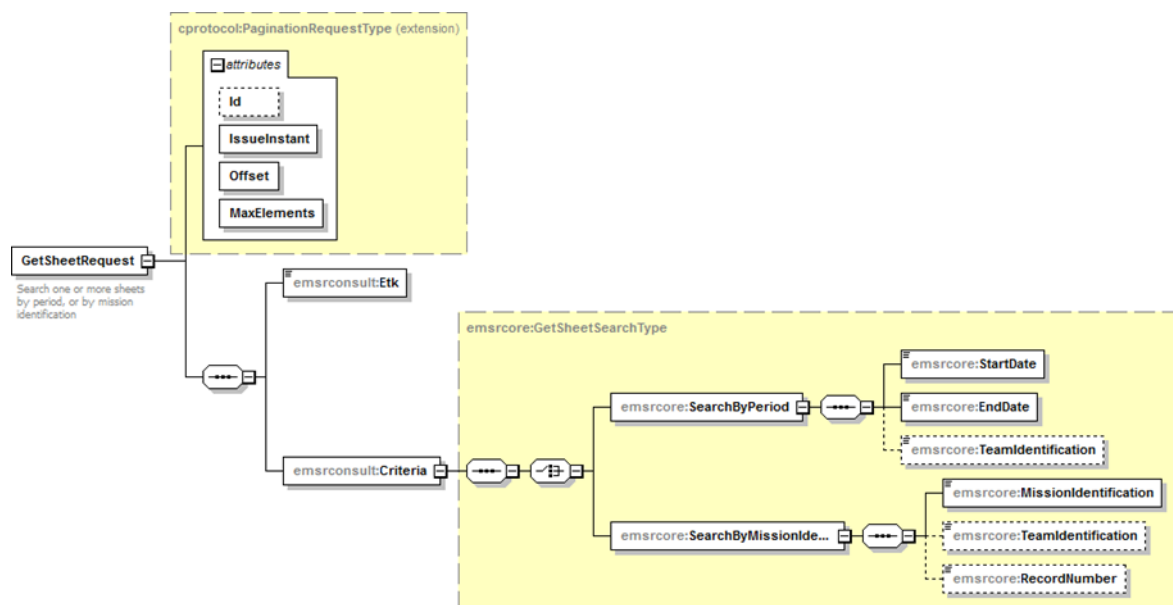 cprotocol:PaginationRequestType (extension)
attributes
Id
IssueInstant
Offset
MaxElements
GetSheetRequest
Search one or more sheets
by period, or by mission
identification
emsrconsult:Etk
emsrcore:GetSheetSearchType
emsrcore:StartDate
emsrcore:SearchByPeriod
emsrcore:EndDate
emsrcore:TeamIdentification
emsrconsult:Criteria
emsrcore:MissionIdentification
emsrcore:SearchByMissionIde...
emsrcore:TeamIdentification
emsrcore:RecordNumber